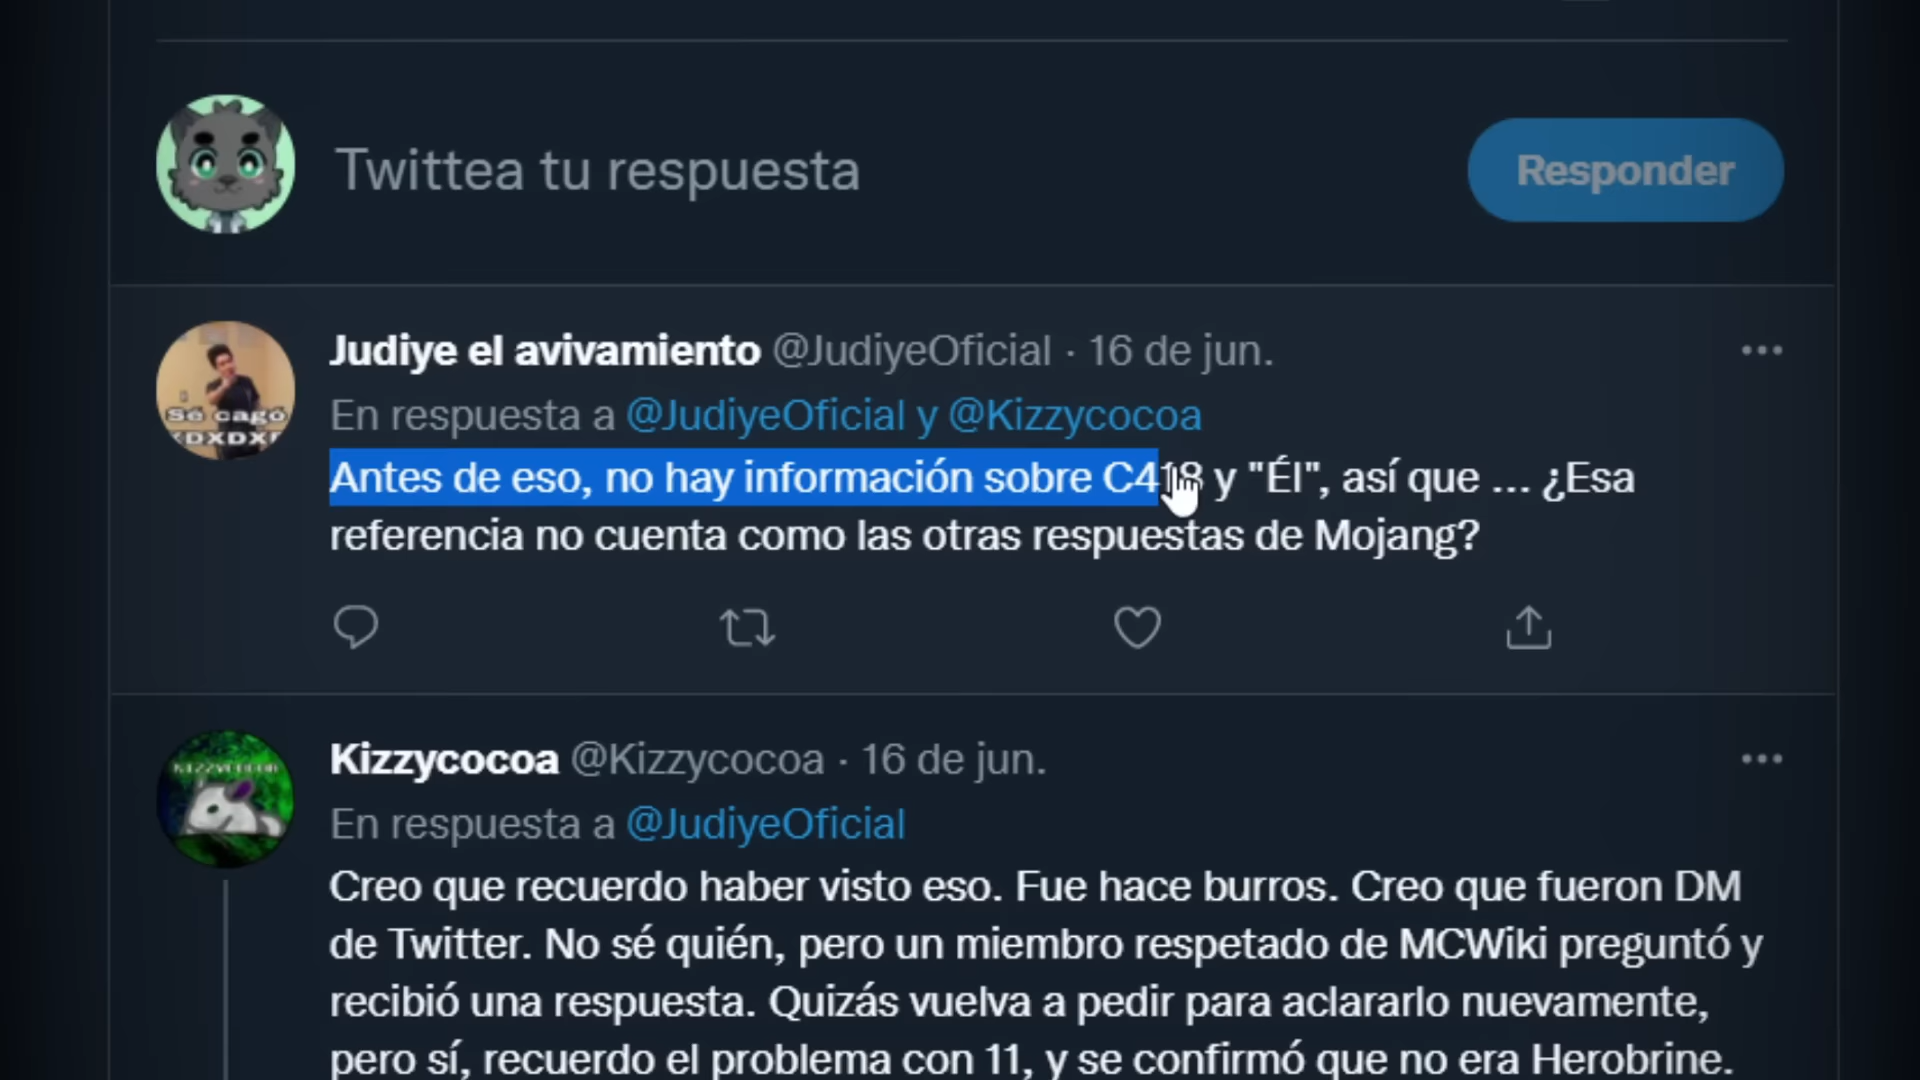 Twittea tu respuesta
Responder
Judiye el avivamiento @JudiyeOficial · 16 de jun.
En respuesta a @JudiyeOficial y @Kizzycocoa
Antes de eso, no hay información sobre C418 y "Él", así que ... ¿Esa
referencia no cuenta como las otras respuestas de Mojang?
Sé cagó
XDXDX
Kizzycocoa @Kizzycocoa · 16 de jun.
KIZZYCOCOA
En respuesta a @JudiyeOficial
Creo que recuerdo haber visto eso. Fue hace burros. Creo que fueron DM
de Twitter. No sé quién, pero un miembro respetado de MCWiki preguntó y
recibió una respuesta. Quizás vuelva a pedir para aclararlo nuevamente,
pero sí, recuerdo el problema con 11, y se confirmó que no era Herobrine.